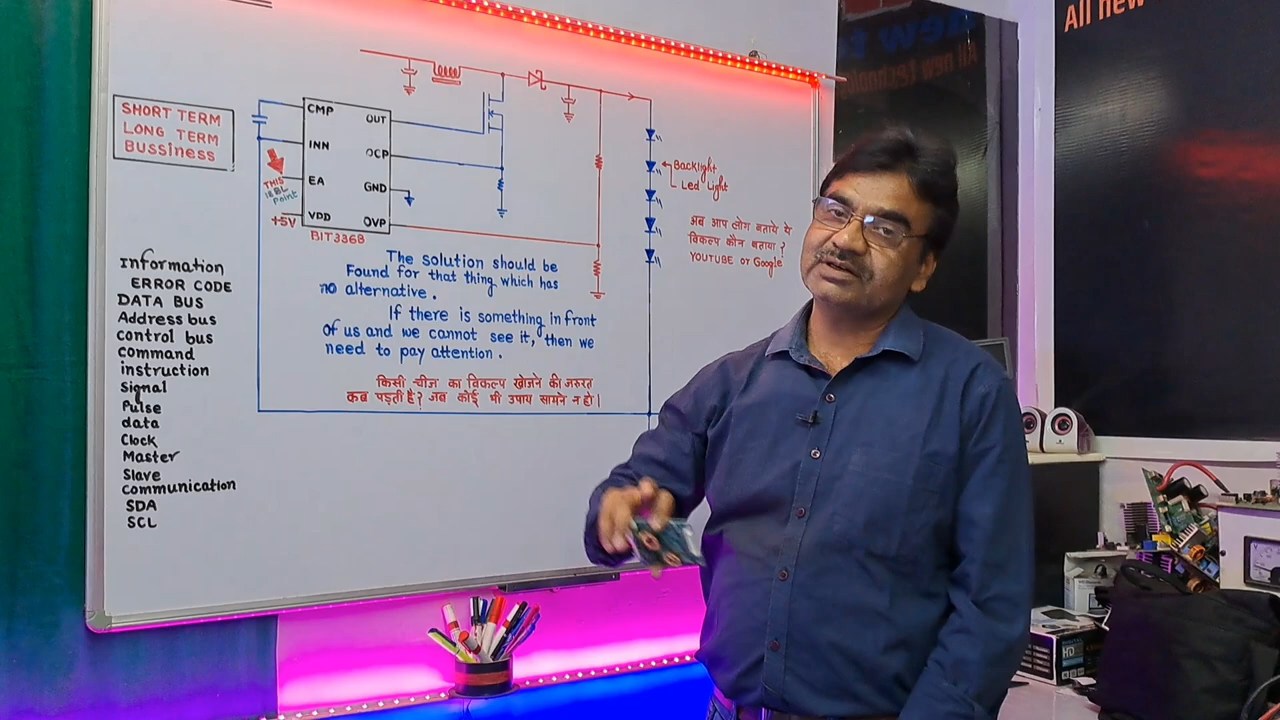 SHORT TERM
LONG TERM
BUSSINESS
CMP
INN
EA
VDD
OUT
OCP
GND
OVP
THIS
IS BL
Point
+5V
BIT3368
Backlight
Led Light
अब आप लोग बताये ये
विकल्प कौन बताया ?
YOUTUBE or Google
The solution should be
Found for that thing which has
no alternative .
If there is something in front
of us and we cannot see it, then we
need to pay attention .
किसी चीज का विकल्प खोजने की जरुरत
कब पड़ती है? जब कोई भी उपाय सामने न हो।
Information
ERROR CODE
DATA BUS
Address bus
control bus
command
instruction
signal
Pulse
data
Clock
Master
Slave
communication
SDA
SCL
All new
All new